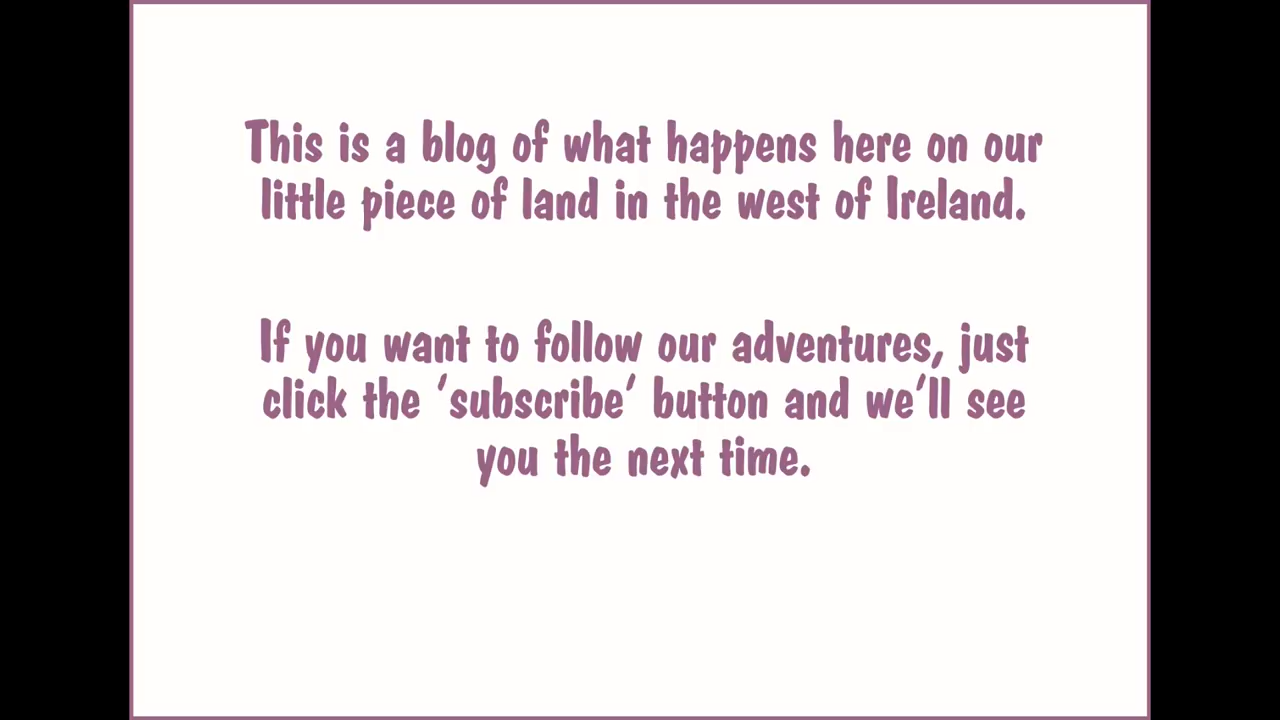 This is a blog of what happens here on our
little piece of land in the west of Ireland.
If you want to follow our adventures, just
click the ‘subscribe’ button and we’ll see
you the next time.